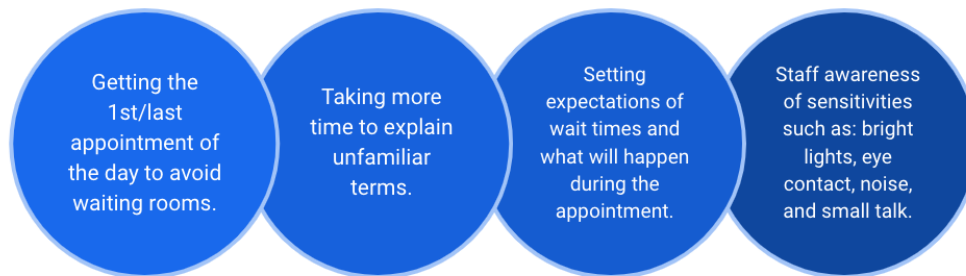 Getting the
1st/last
appointment of
the day to avoid
waiting rooms.
Taking more
time to explain
unfamiliar
terms.
Setting
expectations of
wait times and
what will happen
during the
appointment.
Staff awareness
of sensitivities
such as: bright
lights, eye
contact, noise,
and small talk.